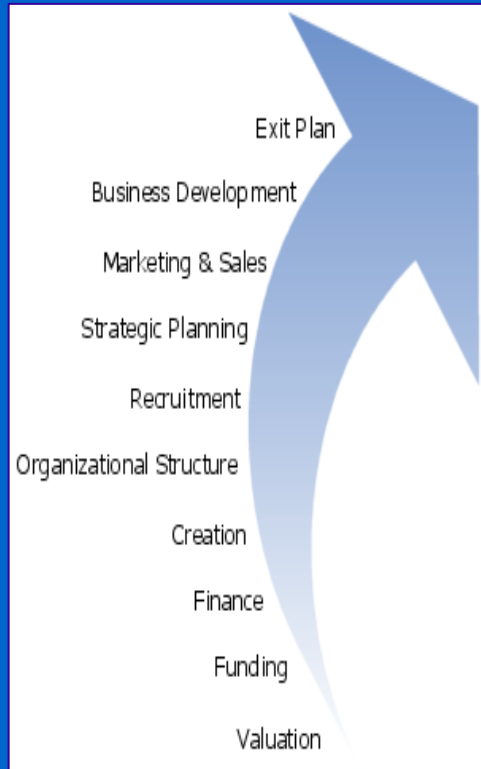 Exit Plan
Business Development
Marketing & Sales
Strategic Planning
Recruitment
Organizational Structure
Creation
Finance
Funding
Valuation